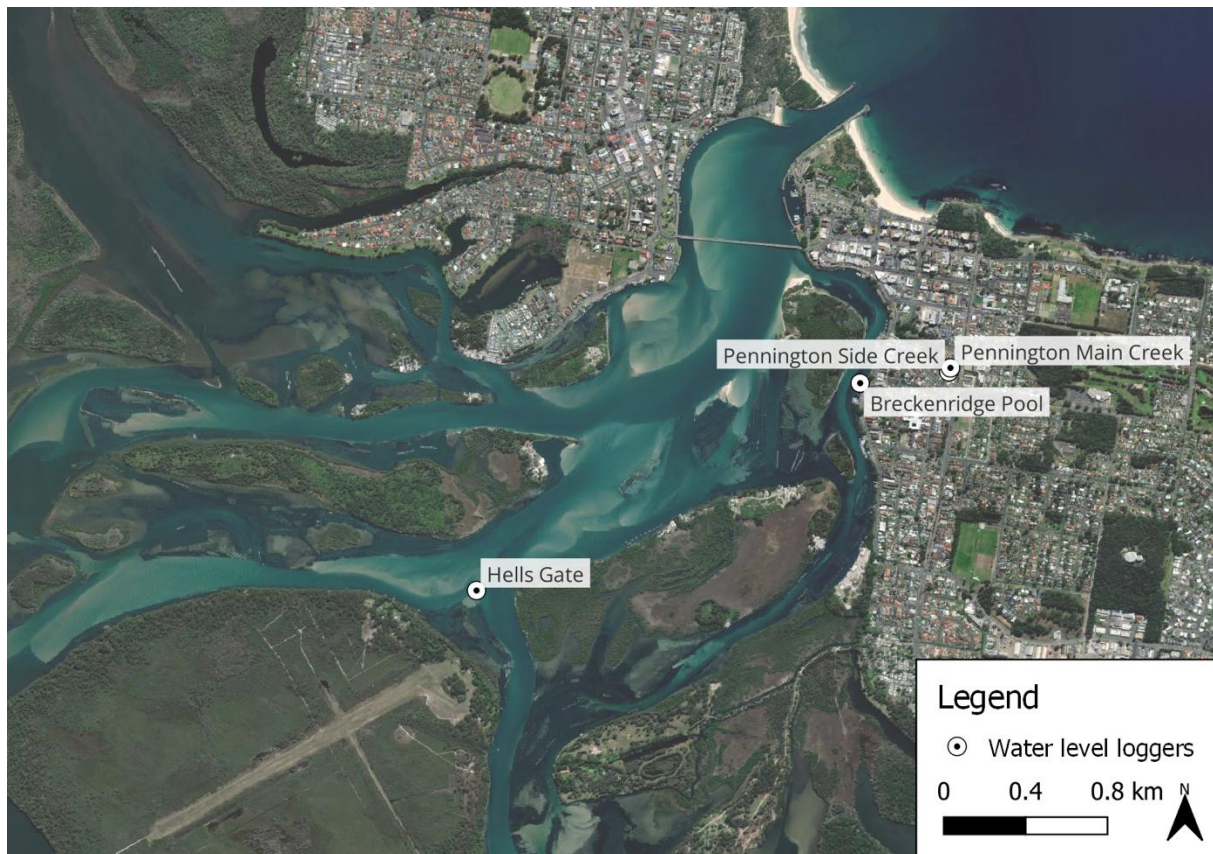 Pennington Side Creek
Pennington Main Creek
Breckenridge Pool
Hells Gate
Legend
Water level loggers
0 0.4 0.8 km
N